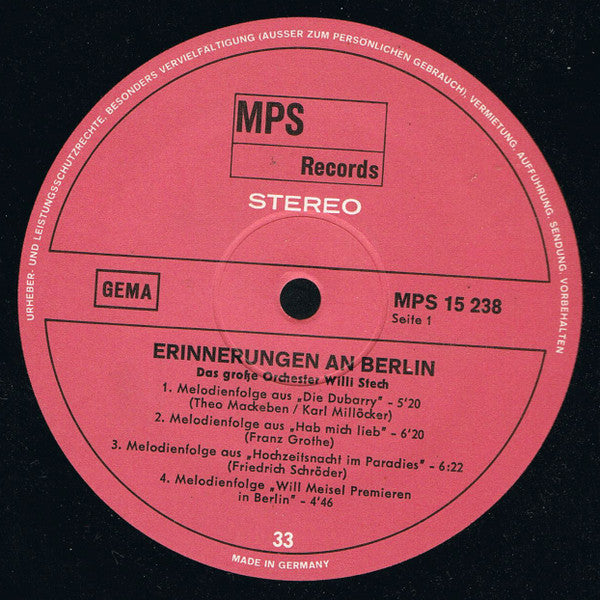 URHEBER- UND LEISTUNGSSCHUTZRECHTE, BESONDERS VERVIELFÄLTIGUNG (AUSSER ZUM PERSÖNLICHEN GEBRAUCH), VERMIETUNG, AUFFÜHRUNG, SENDUNG, VORBEHALTEN
MPS
Records
STEREO
GEMA
MPS 15 238
Seite 1
ERINNERUNGEN AN BERLIN
Das große Orchester Willi Stech
1. Melodienfolge aus „Die Dubarry" - 5'20
(Theo Mackeben / Karl Millöcker)
2. Melodienfolge aus „Hab mich lieb" - 6'20
(Franz Grothe)
3. Melodienfolge aus „Hochzeitsnacht im Paradies" - 6:22
(Friedrich Schröder)
4. Melodienfolge „Will Meisel Premieren
in Berlin" - 4'46
33
MADE IN GERMANY